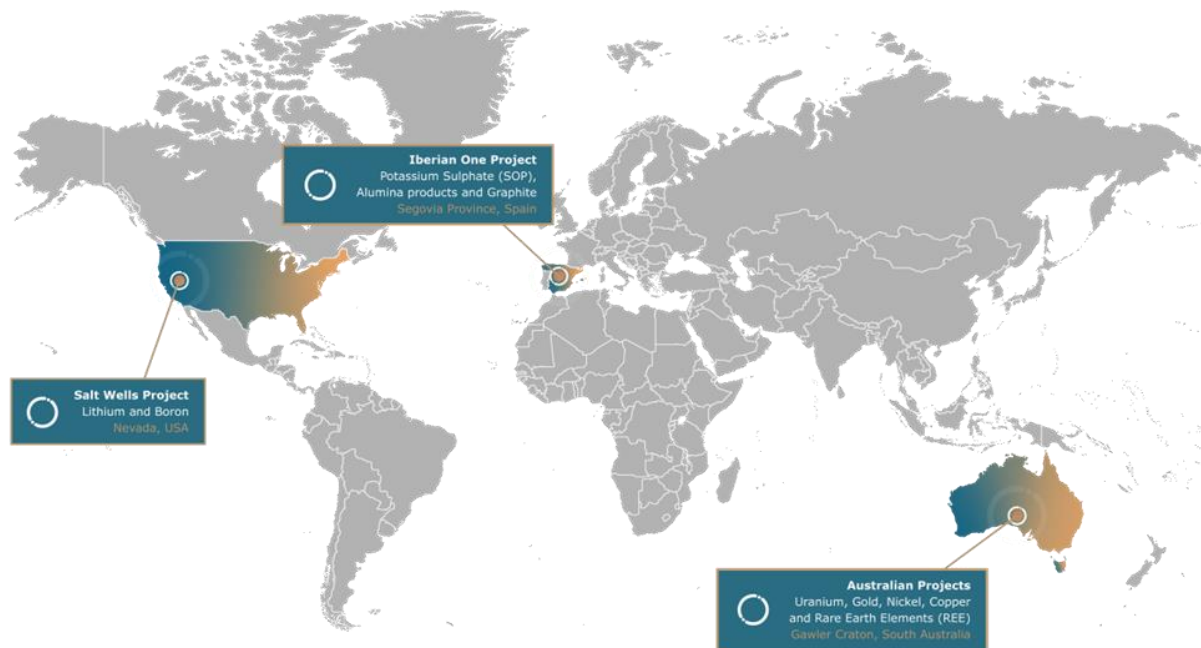 Iberian One Project
Potassium Sulphate (SOP),
Alumina products and Graphite
Segovia Province, Spain
Salt Wells Project
Lithium and Boron
Nevada, USA
Australian Projects
Uranium, Gold, Nickel, Copper
and Rare Earth Elements (REE)
Gawler Craton, South Australia